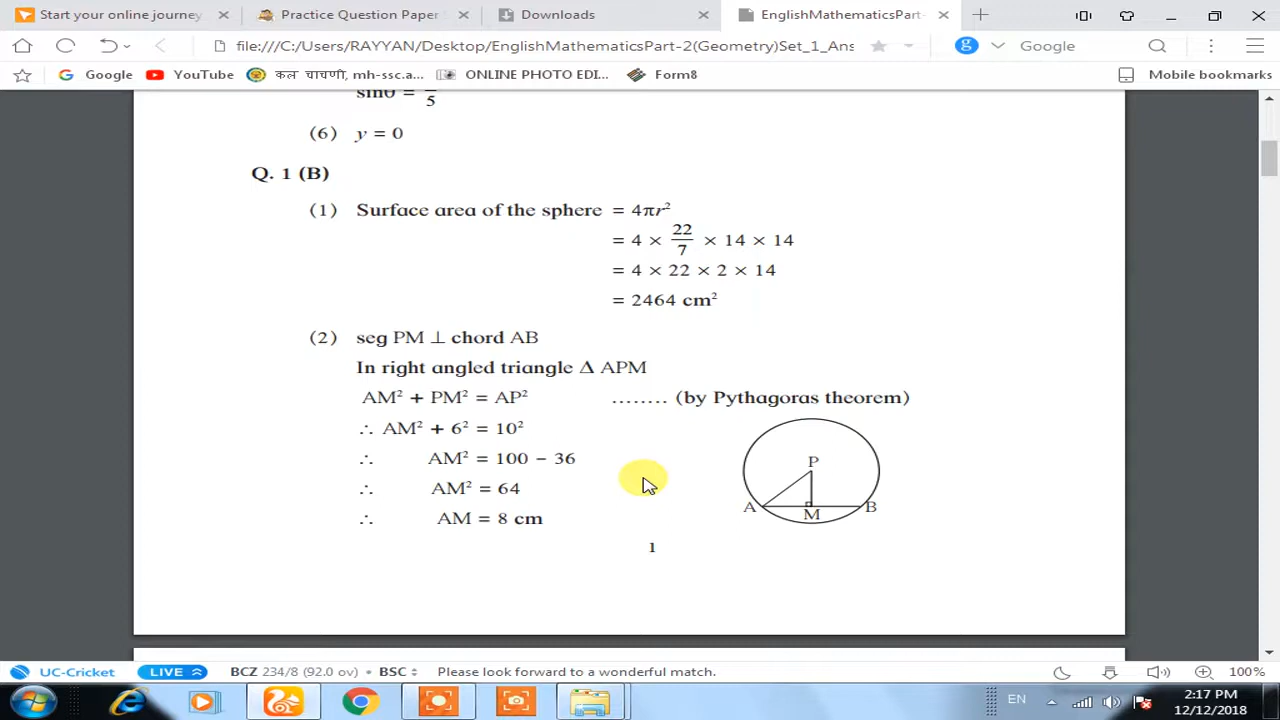 Start your online journey
Practice Question Paper
Downloads
EnglishMathematicsPart-
file:///C:/Users/RAYYAN/Desktop/EnglishMathematicsPart-2(Geometry)Set_1_Ans
Google
Google
YouTube
कल चाचणी, mh-ssc.a...
ONLINE PHOTO EDI...
Form8
Mobile bookmarks
sinθ = /5
(6) y = 0
Q. 1 (B)
(1) Surface area of the sphere = 4πr²
= 4 × 22/7 × 14 × 14
= 4 × 22 × 2 × 14
= 2464 cm²
(2) seg PM ⊥ chord AB
In right angled triangle Δ APM
AM² + PM² = AP² ........ (by Pythagoras theorem)
∴ AM² + 6² = 10²
∴ AM² = 100 − 36
∴ AM² = 64
∴ AM = 8 cm
P
A
M
B
1
UC-Cricket
LIVE
BCZ 234/8 (92.0 ov) • BSC
Please look forward to a wonderful match.
100%
EN
2:17 PM
12/12/2018